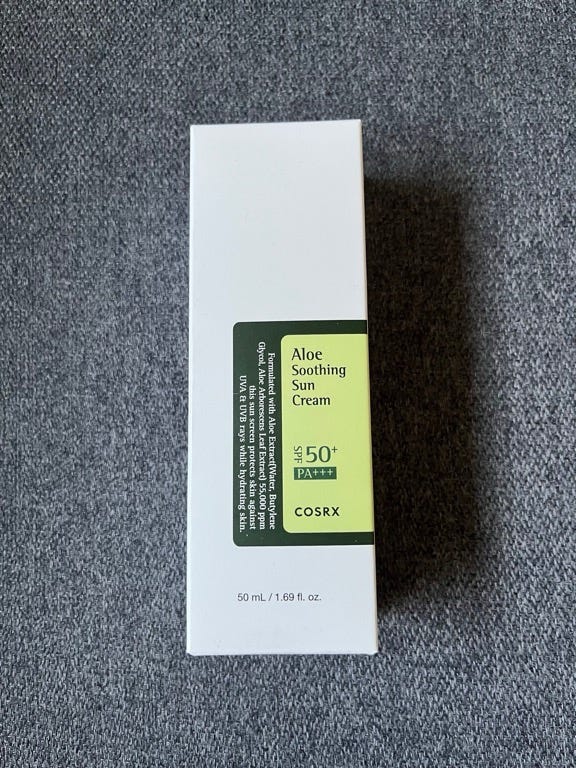 Aloe
Soothing
Sun
Cream
SPF 50+
PA+++
COSRX
Formulated with Aloe Extract(Water, Butylene
Glycol, Aloe Arborescens Leaf Extract) 55,000 ppm
this sun screen protects skin against
UVA & UVB rays while hydrating skin.
50 mL / 1.69 fl. oz.